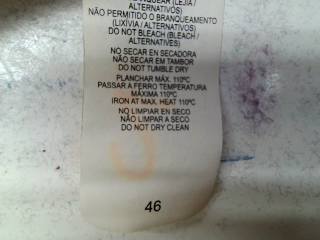 BLANQUEAR (LEJIA /
ALTERNATIVOS)
NÃO PERMITIDO O BRANQUEAMENTO
(LIXÍVIA / ALTERNATIVOS)
DO NOT BLEACH (BLEACH /
ALTERNATIVES)
NO SECAR EN SECADORA
NÃO SECAR EM TAMBOR
DO NOT TUMBLE DRY
PLANCHAR MÁX. 110ºC
PASSAR A FERRO TEMPERATURA
MÁXIMA 110ºC
IRON AT MAX. HEAT 110ºC
NO LIMPIAR EN SECO
NÃO LIMPAR A SECO
DO NOT DRY CLEAN
46